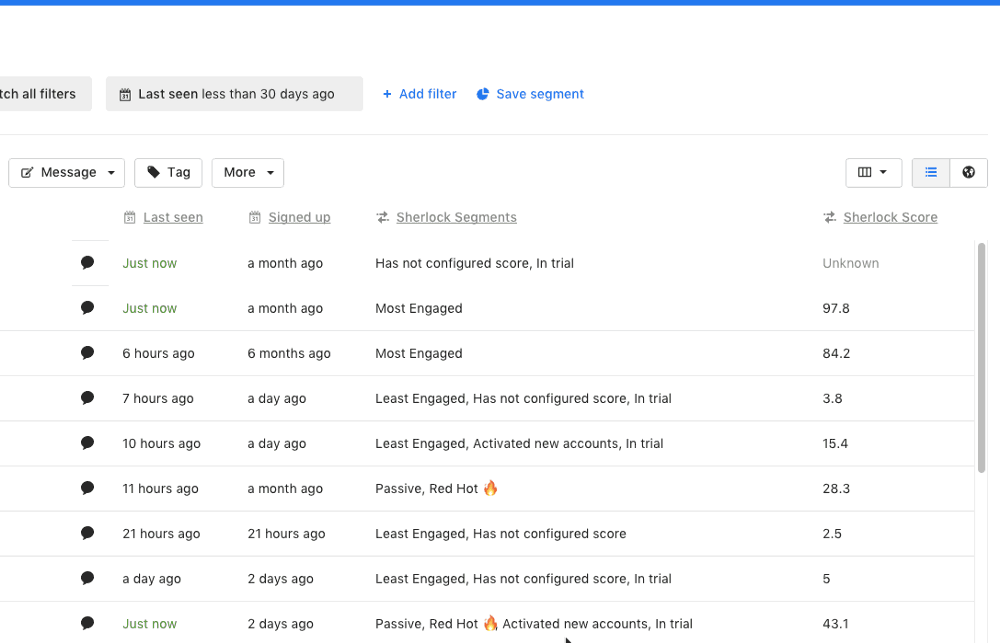 tch all filters Last seen less than 30 days ago + Add filter Save segment
Message Tag More
Last seen Signed up Sherlock Segments Sherlock Score
Just now a month ago Has not configured score, In trial Unknown
Just now a month ago Most Engaged 97.8
6 hours ago 6 months ago Most Engaged 84.2
7 hours ago a day ago Least Engaged, Has not configured score, In trial 3.8
10 hours ago a day ago Least Engaged, Activated new accounts, In trial 15.4
11 hours ago a month ago Passive, Red Hot 🔥 28.3
21 hours ago 21 hours ago Least Engaged, Has not configured score 2.5
a day ago 2 days ago Least Engaged, Has not configured score, In trial 5
Just now 2 days ago Passive, Red Hot 🔥, Activated new accounts, In trial 43.1